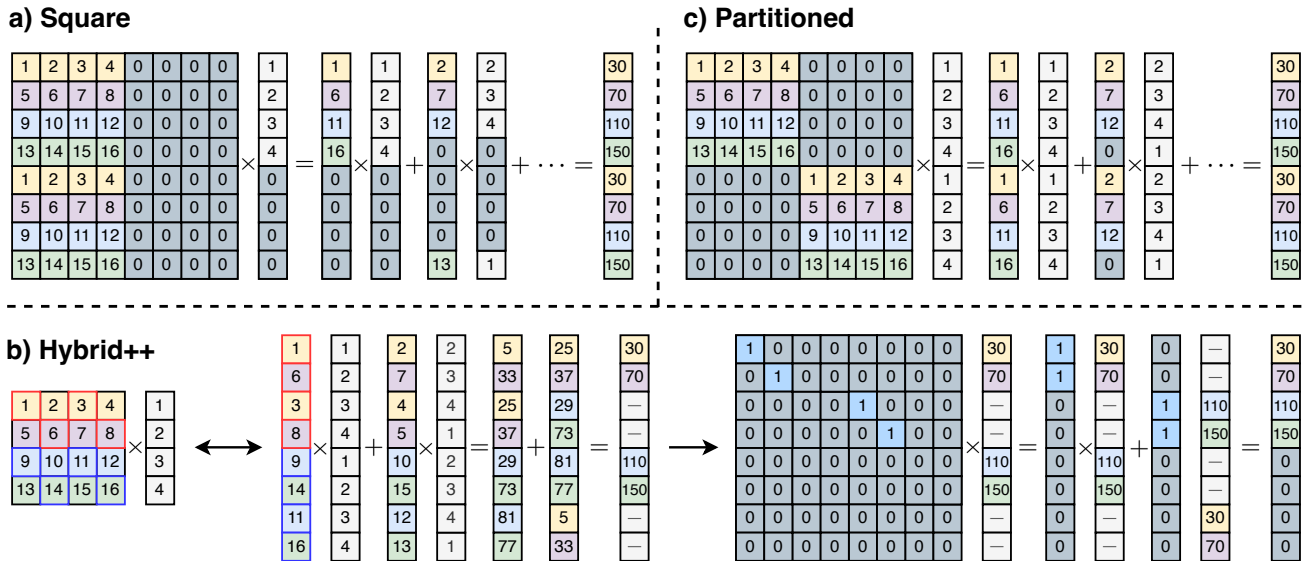 a) Square
1 2 3 4 0 0 0 0 1 1 1 2 2 30
5 6 7 8 0 0 0 0 2 6 2 7 3 70
9 10 11 12 0 0 0 0 3 11 3 12 4 110
13 14 15 16 0 0 0 0 4 16 4 0 0 150
× = × + × + ⋯ =
1 2 3 4 0 0 0 0 0 0 0 0 0 30
5 6 7 8 0 0 0 0 0 0 0 0 0 70
9 10 11 12 0 0 0 0 0 0 0 0 0 110
13 14 15 16 0 0 0 0 0 0 0 13 1 150
c) Partitioned
1 2 3 4 0 0 0 0 1 1 1 2 2 30
5 6 7 8 0 0 0 0 2 6 2 7 3 70
9 10 11 12 0 0 0 0 3 11 3 12 4 110
13 14 15 16 0 0 0 0 4 16 4 0 1 150
× = × + × + ⋯ =
0 0 0 0 1 2 3 4 1 1 1 2 2 30
0 0 0 0 5 6 7 8 2 6 2 7 3 70
0 0 0 0 9 10 11 12 3 11 3 12 4 110
0 0 0 0 13 14 15 16 4 16 4 0 1 150
b) Hybrid++
1 2 3 4 1
5 6 7 8 2
×
9 10 11 12 3
13 14 15 16 4
1 1 2 2 5 25 30
6 2 7 3 33 37 70
3 3 4 4 25 29 —
8 4 5 1 37 73 —
× + × = + =
9 1 10 2 29 81 110
14 2 15 3 73 77 150
11 3 12 4 81 5 —
16 4 13 1 77 33 —
1 0 0 0 0 0 0 0 30 1 30 0 — 30
0 1 0 0 0 0 0 0 70 1 70 0 — 70
0 0 0 0 1 0 0 0 — 0 — 1 110 110
0 0 0 0 0 1 0 0 — 0 — 1 150 150
× = × + × =
0 0 0 0 0 0 0 0 110 0 110 0 — 0
0 0 0 0 0 0 0 0 150 0 150 0 — 0
0 0 0 0 0 0 0 0 — 0 — 0 30 0
0 0 0 0 0 0 0 0 — 0 — 0 70 0